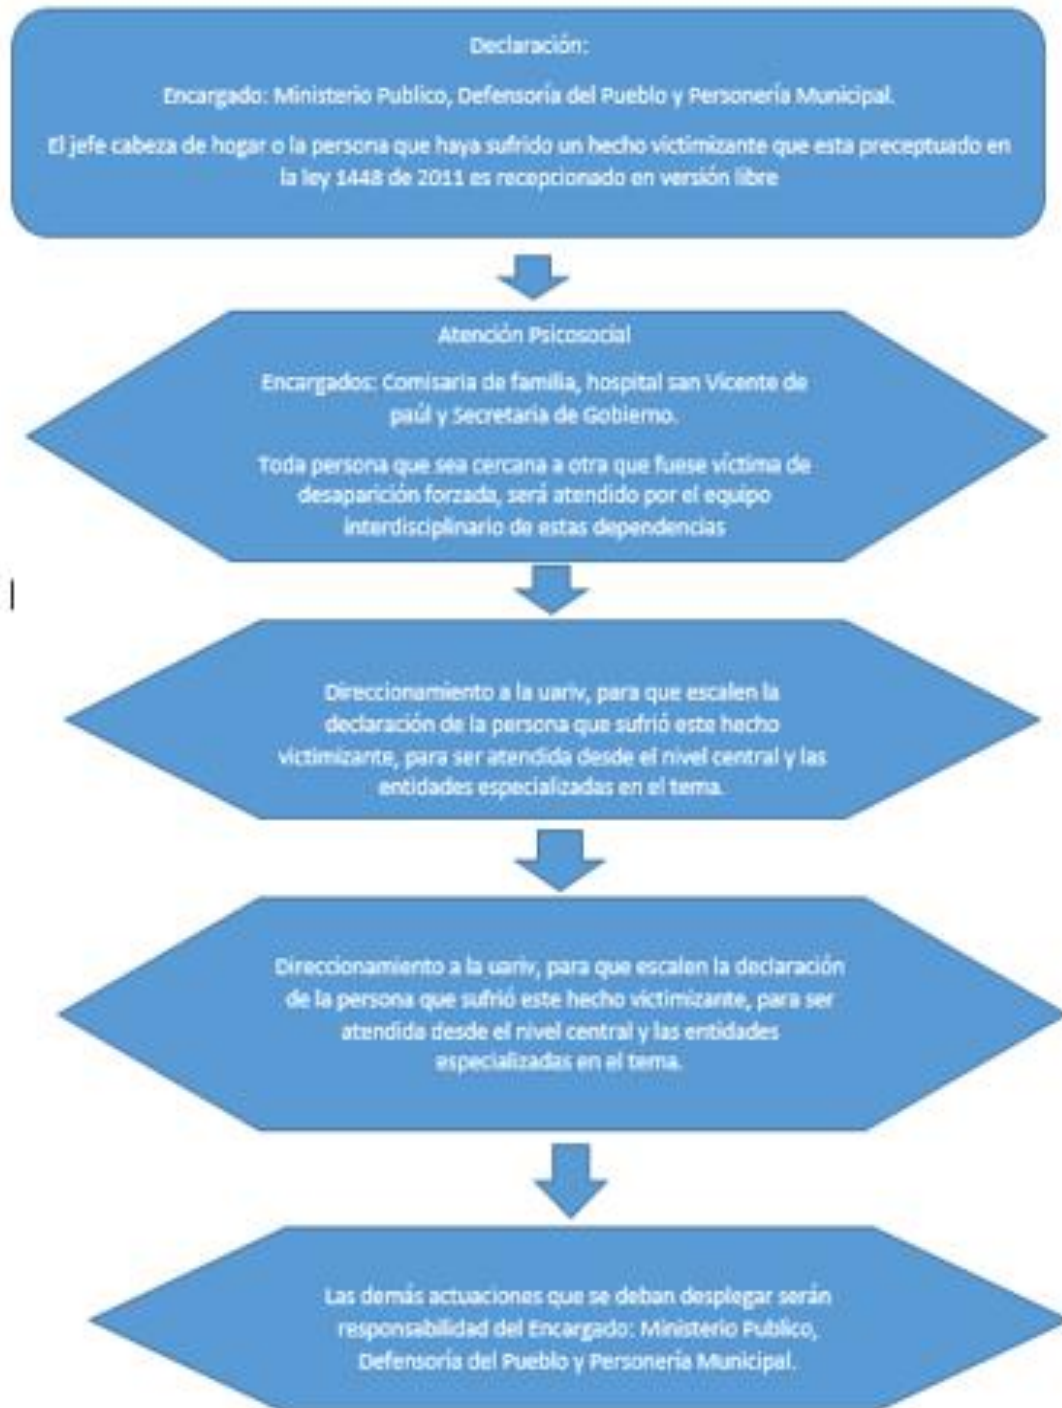 Declaración:
Encargado: Ministerio Publico, Defensoría del Pueblo y Personería Municipal.
El jefe cabeza de hogar o la persona que haya sufrido un hecho victimizante que esta preceptuado en
la ley 1448 de 2011 es recepcionado en versión libre
Atención Psicosocial
Encargados: Comisaria de familia, hospital san Vicente de
paúl y Secretaria de Gobierno.
Toda persona que sea cercana a otra que fuese víctima de
desaparición forzada, será atendido por el equipo
interdisciplinario de estas dependencias
Direccionamiento a la uariv, para que escalen la
declaración de la persona que sufrió este hecho
victimizante, para ser atendida desde el nivel central y las
entidades especializadas en el tema.
Direccionamiento a la uariv, para que escalen la declaración
de la persona que sufrió este hecho victimizante, para ser
atendida desde el nivel central y las entidades
especializadas en el tema.
Las demás actuaciones que se deban desplegar serán
responsabilidad del Encargado: Ministerio Publico,
Defensoría del Pueblo y Personería Municipal.